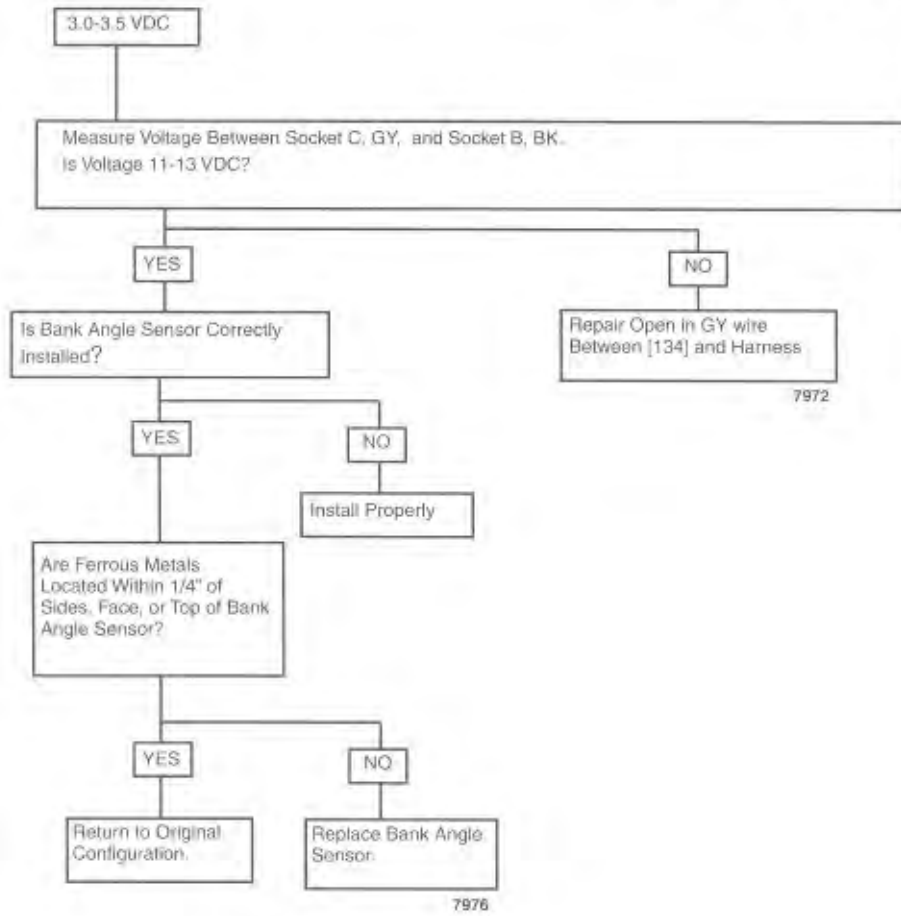 3.0-3.5 VDC
Measure Voltage Between Socket C, GY, and Socket B, BK.
Is Voltage 11-13 VDC?
YES
NO
Is Bank Angle Sensor Correctly
Installed?
Repair Open in GY wire
Between [134] and Harness
7972
YES
NO
Install Properly
Are Ferrous Metals
Located Within 1/4" of
Sides, Face, or Top of Bank
Angle Sensor?
YES
NO
Return to Original
Configuration.
Replace Bank Angle
Sensor.
7976